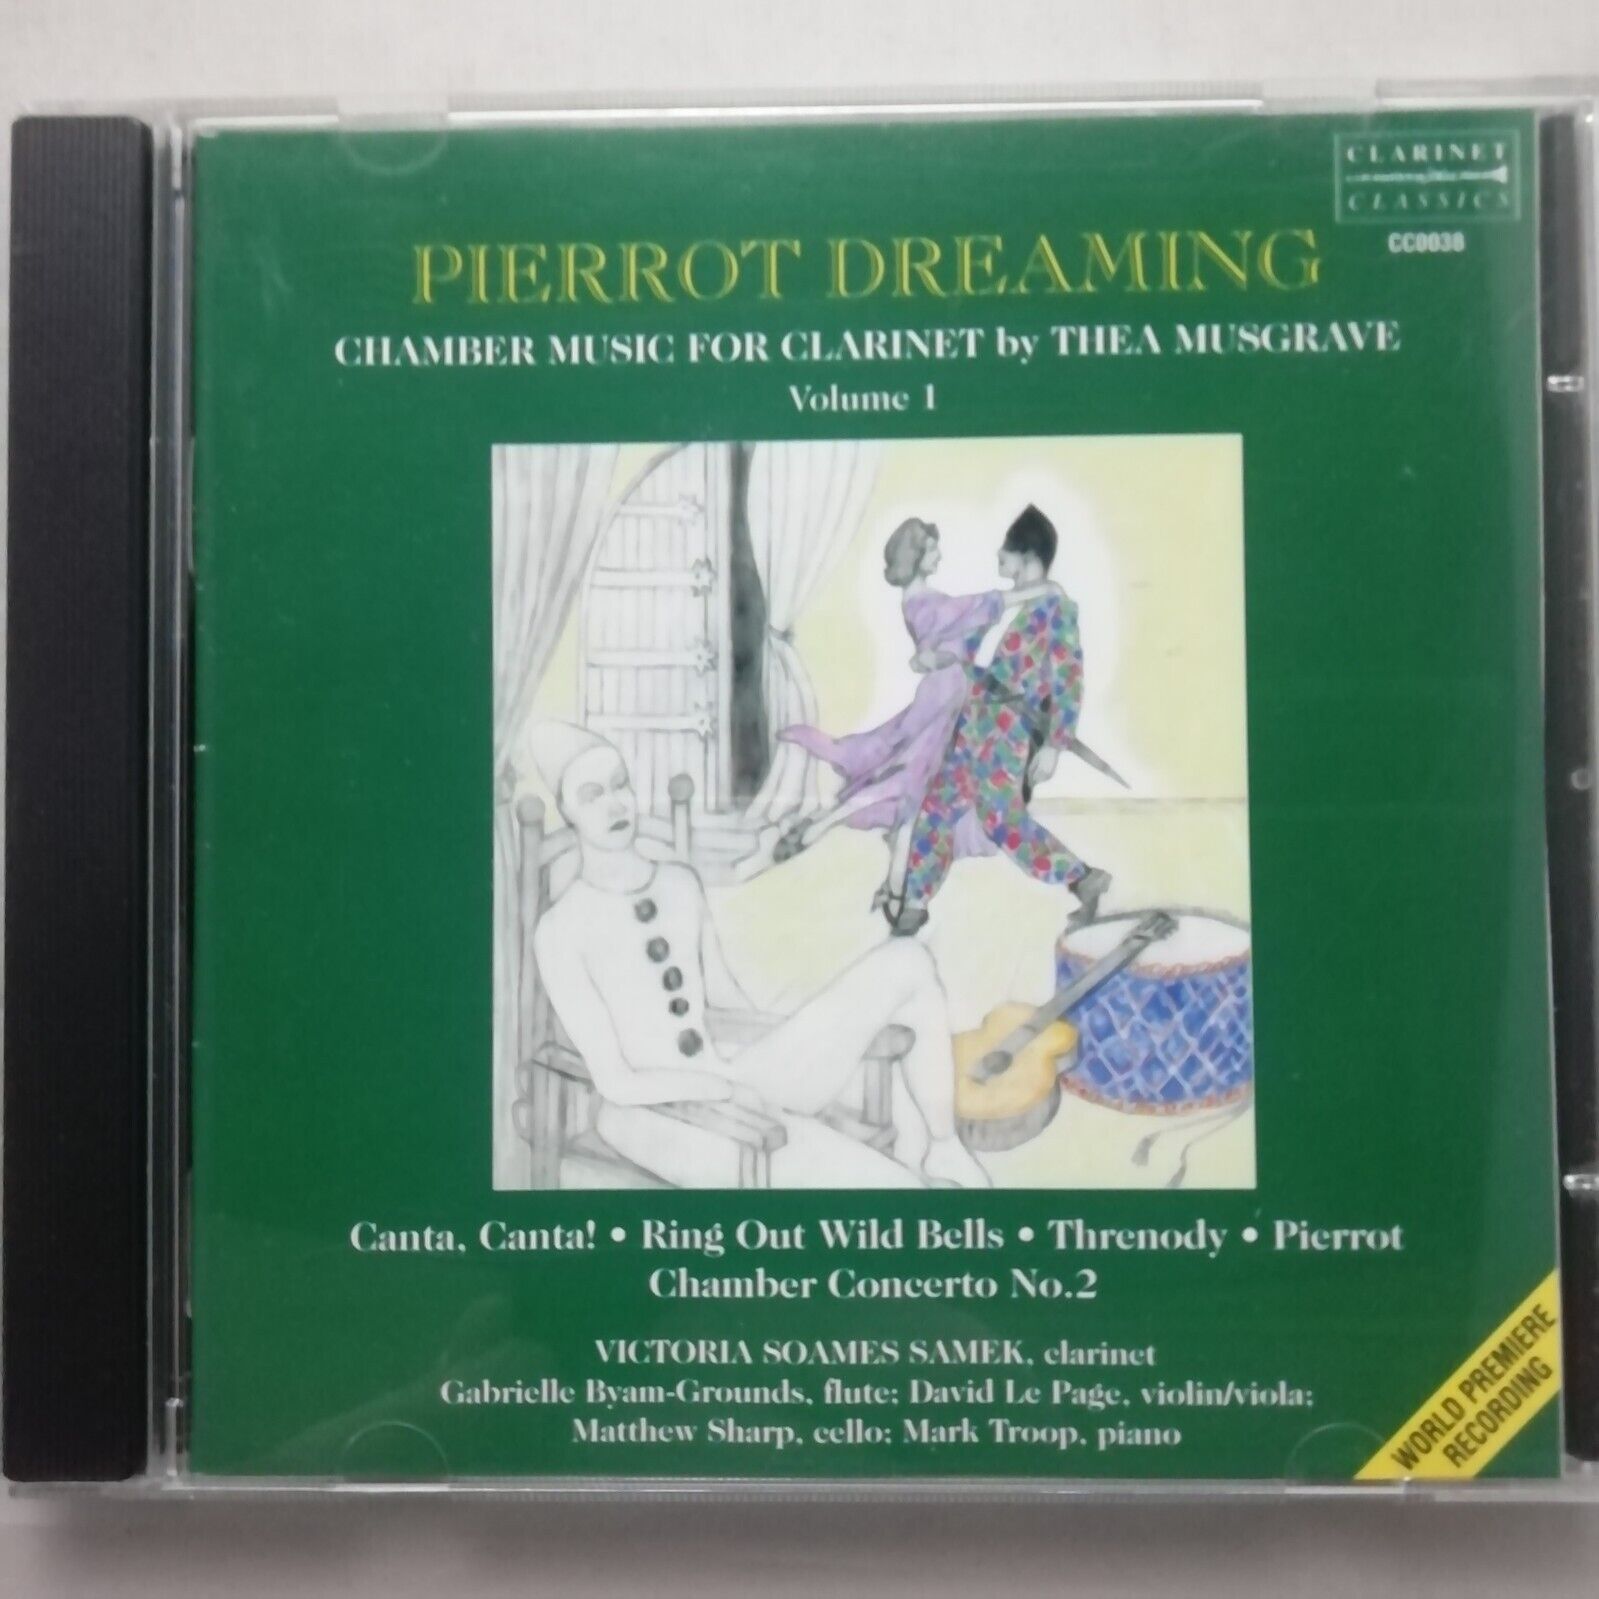 CLARINET
CLASSICS
CC0038
PIERROT DREAMING
CHAMBER MUSIC FOR CLARINET by THEA MUSGRAVE
Volume 1
Canta, Canta! • Ring Out Wild Bells • Threnody • Pierrot
Chamber Concerto No.2
VICTORIA SOAMES SAMEK, clarinet
Gabrielle Byam-Grounds, flute; David Le Page, violin/viola;
Matthew Sharp, cello; Mark Troop, piano
WORLD PREMIERE
RECORDING